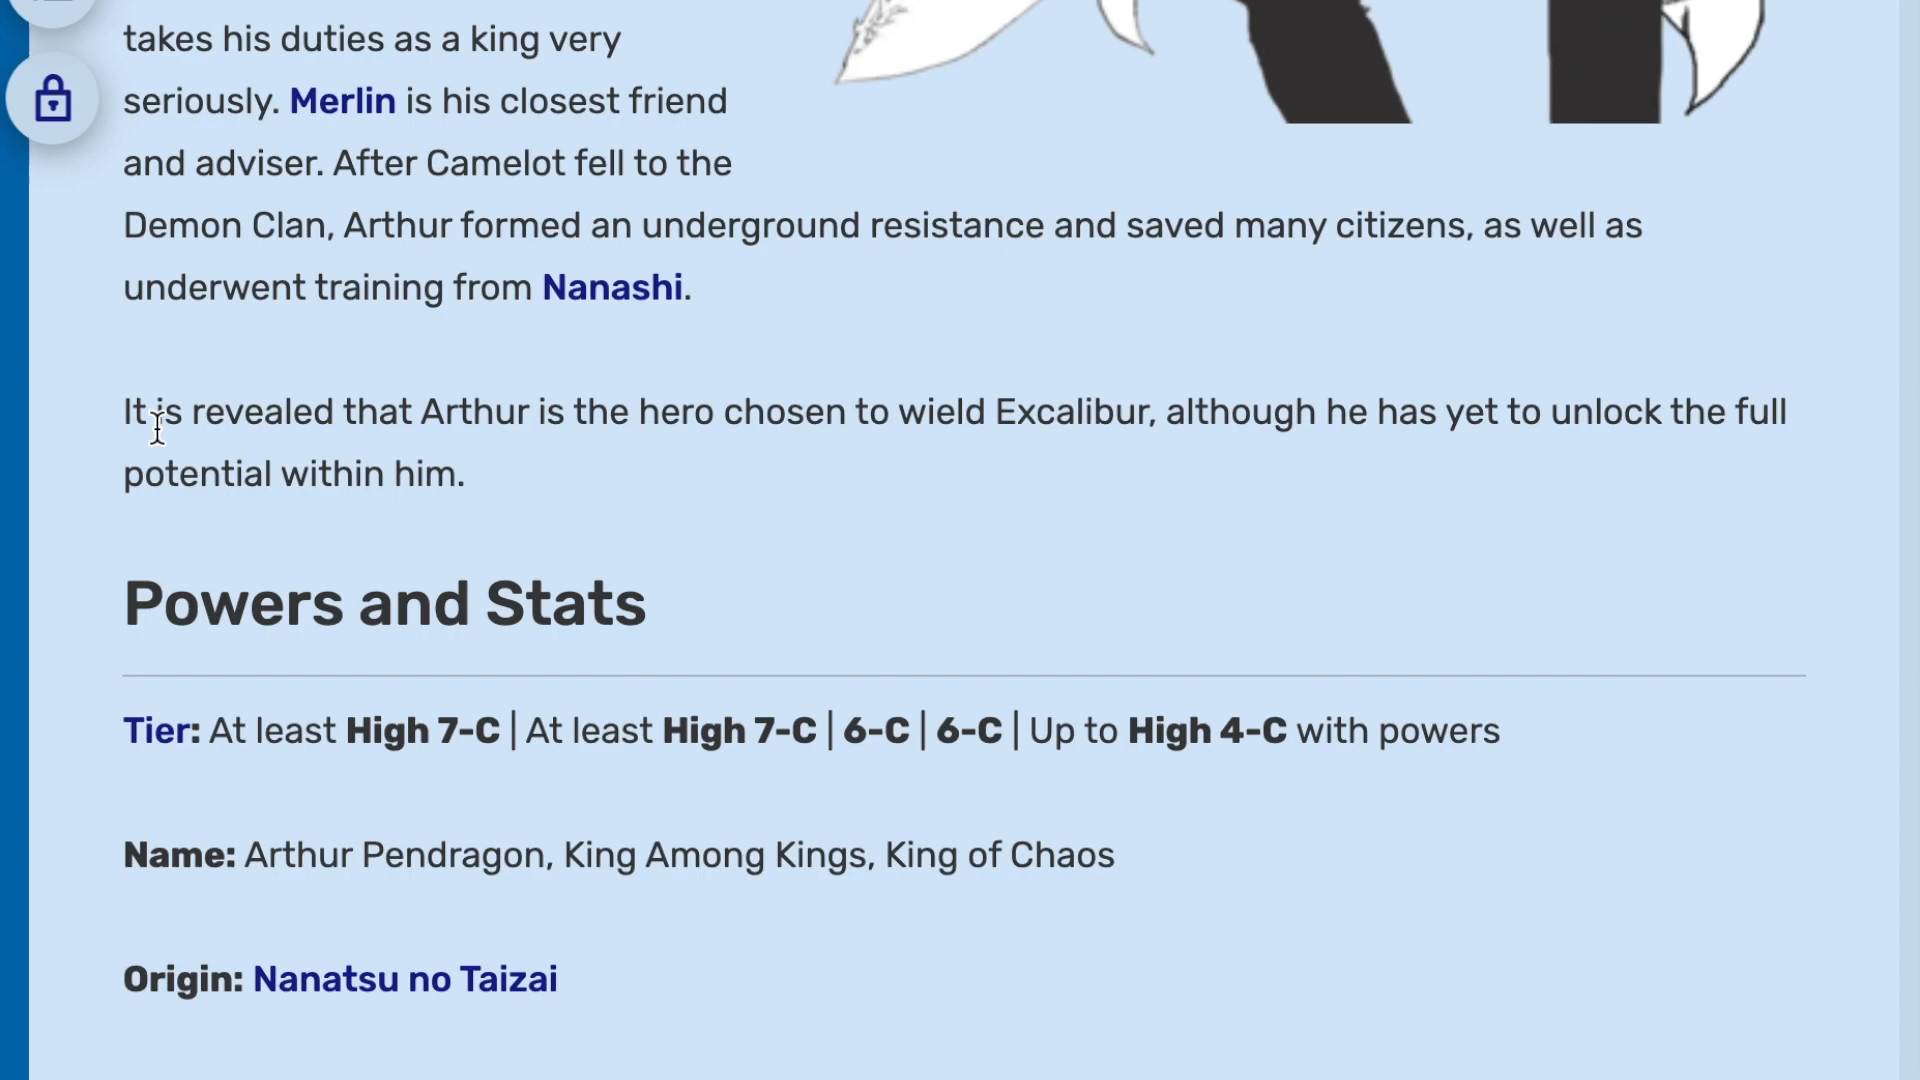 takes his duties as a king very
seriously. Merlin is his closest friend
and adviser. After Camelot fell to the
Demon Clan, Arthur formed an underground resistance and saved many citizens, as well as
underwent training from Nanashi.
It is revealed that Arthur is the hero chosen to wield Excalibur, although he has yet to unlock the full
potential within him.
Powers and Stats
Tier: At least High 7-C | At least High 7-C | 6-C | 6-C | Up to High 4-C with powers
Name: Arthur Pendragon, King Among Kings, King of Chaos
Origin: Nanatsu no Taizai